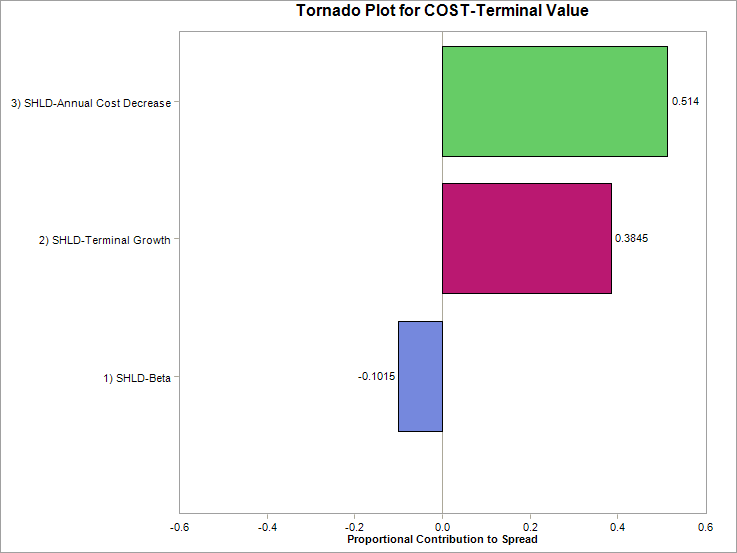 Tornado Plot for COST-Terminal Value
3) SHLD-Annual Cost Decrease
0.514
2) SHLD-Terminal Growth
0.3845
1) SHLD-Beta
-0.1015
-0.6 -0.4 -0.2 0.0 0.2 0.4 0.6
Proportional Contribution to Spread